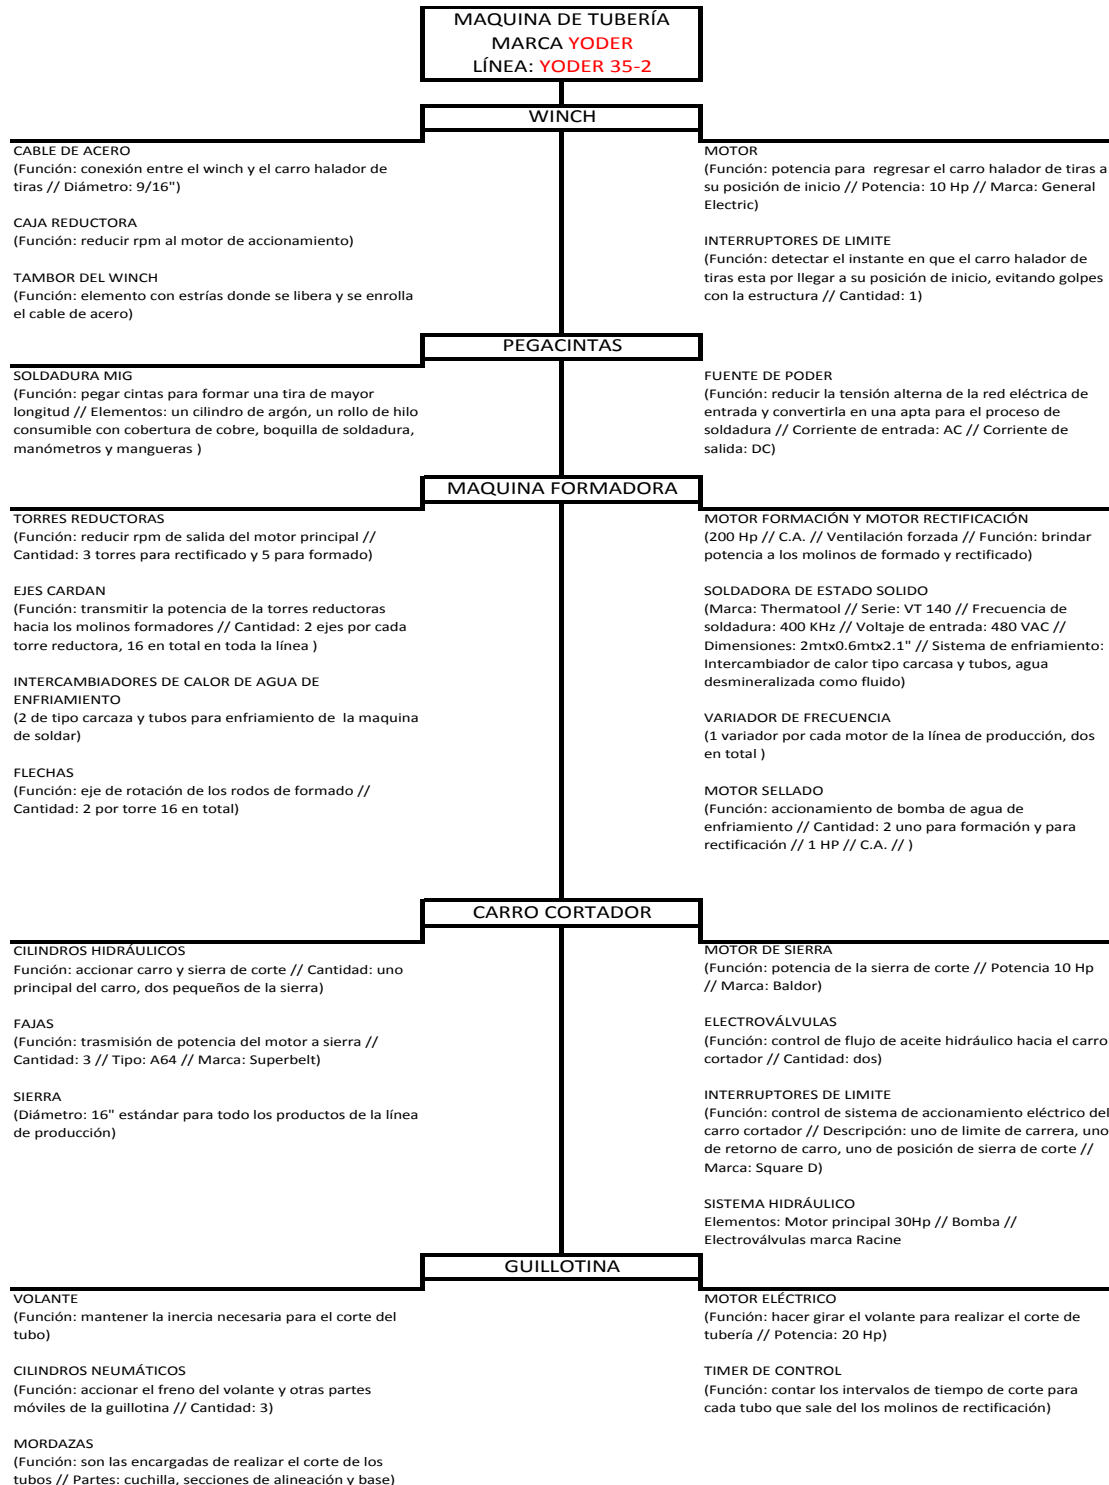 MAQUINA DE TUBERÍA
MARCA YODER
LÍNEA: YODER 35-2
WINCH
CABLE DE ACERO
(Función: conexión entre el winch y el carro halador de
tiras // Diámetro: 9/16")
CAJA REDUCTORA
(Función: reducir rpm al motor de accionamiento)
TAMBOR DEL WINCH
(Función: elemento con estrías donde se libera y se enrolla
el cable de acero)
MOTOR
(Función: potencia para  regresar el carro halador de tiras a
su posición de inicio // Potencia: 10 Hp // Marca: General
Electric)
INTERRUPTORES DE LIMITE
(Función: detectar el instante en que el carro halador de
tiras esta por llegar a su posición de inicio, evitando golpes
con la estructura // Cantidad: 1)
PEGACINTAS
SOLDADURA MIG
(Función: pegar cintas para formar una tira de mayor
longitud // Elementos: un cilindro de argón, un rollo de hilo
consumible con cobertura de cobre, boquilla de soldadura,
manómetros y mangueras )
FUENTE DE PODER
(Función: reducir la tensión alterna de la red eléctrica de
entrada y convertirla en una apta para el proceso de
soldadura // Corriente de entrada: AC // Corriente de
salida: DC)
MAQUINA FORMADORA
TORRES REDUCTORAS
(Función: reducir rpm de salida del motor principal //
Cantidad: 3 torres para rectificado y 5 para formado)
EJES CARDAN
(Función: transmitir la potencia de la torres reductoras
hacia los molinos formadores // Cantidad: 2 ejes por cada
torre reductora, 16 en total en toda la línea )
INTERCAMBIADORES DE CALOR DE AGUA DE
ENFRIAMIENTO
(2 de tipo carcaza y tubos para enfriamiento de  la maquina
de soldar)
FLECHAS
(Función: eje de rotación de los rodos de formado //
Cantidad: 2 por torre 16 en total)
MOTOR FORMACIÓN Y MOTOR RECTIFICACIÓN
(200 Hp // C.A. // Ventilación forzada // Función: brindar
potencia a los molinos de formado y rectificado)
SOLDADORA DE ESTADO SOLIDO
(Marca: Thermatool // Serie: VT 140 // Frecuencia de
soldadura: 400 KHz // Voltaje de entrada: 480 VAC //
Dimensiones: 2mtx0.6mtx2.1" // Sistema de enfriamiento:
Intercambiador de calor tipo carcasa y tubos, agua
desmineralizada como fluido)
VARIADOR DE FRECUENCIA
(1 variador por cada motor de la línea de producción, dos
en total )
MOTOR SELLADO
(Función: accionamiento de bomba de agua de
enfriamiento // Cantidad: 2 uno para formación y para
rectificación // 1 HP // C.A. // )
CARRO CORTADOR
CILINDROS HIDRÁULICOS
Función: accionar carro y sierra de corte // Cantidad: uno
principal del carro, dos pequeños de la sierra)
FAJAS
(Función: trasmisión de potencia del motor a sierra //
Cantidad: 3 // Tipo: A64 // Marca: Superbelt)
SIERRA
(Diámetro: 16" estándar para todo los productos de la línea
de producción)
MOTOR DE SIERRA
(Función: potencia de la sierra de corte // Potencia 10 Hp
// Marca: Baldor)
ELECTROVÁLVULAS
(Función: control de flujo de aceite hidráulico hacia el carro
cortador // Cantidad: dos)
INTERRUPTORES DE LIMITE
(Función: control de sistema de accionamiento eléctrico del
carro cortador // Descripción: uno de limite de carrera, uno
de retorno de carro, uno de posición de sierra de corte //
Marca: Square D)
SISTEMA HIDRÁULICO
Elementos: Motor principal 30Hp // Bomba //
Electroválvulas marca Racine
GUILLOTINA
VOLANTE
(Función: mantener la inercia necesaria para el corte del
tubo)
CILINDROS NEUMÁTICOS
(Función: accionar el freno del volante y otras partes
móviles de la guillotina // Cantidad: 3)
MORDAZAS
(Función: son las encargadas de realizar el corte de los
tubos // Partes: cuchilla, secciones de alineación y base)
MOTOR ELÉCTRICO
(Función: hacer girar el volante para realizar el corte de
tubería // Potencia: 20 Hp)
TIMER DE CONTROL
(Función: contar los intervalos de tiempo de corte para
cada tubo que sale del los molinos de rectificación)